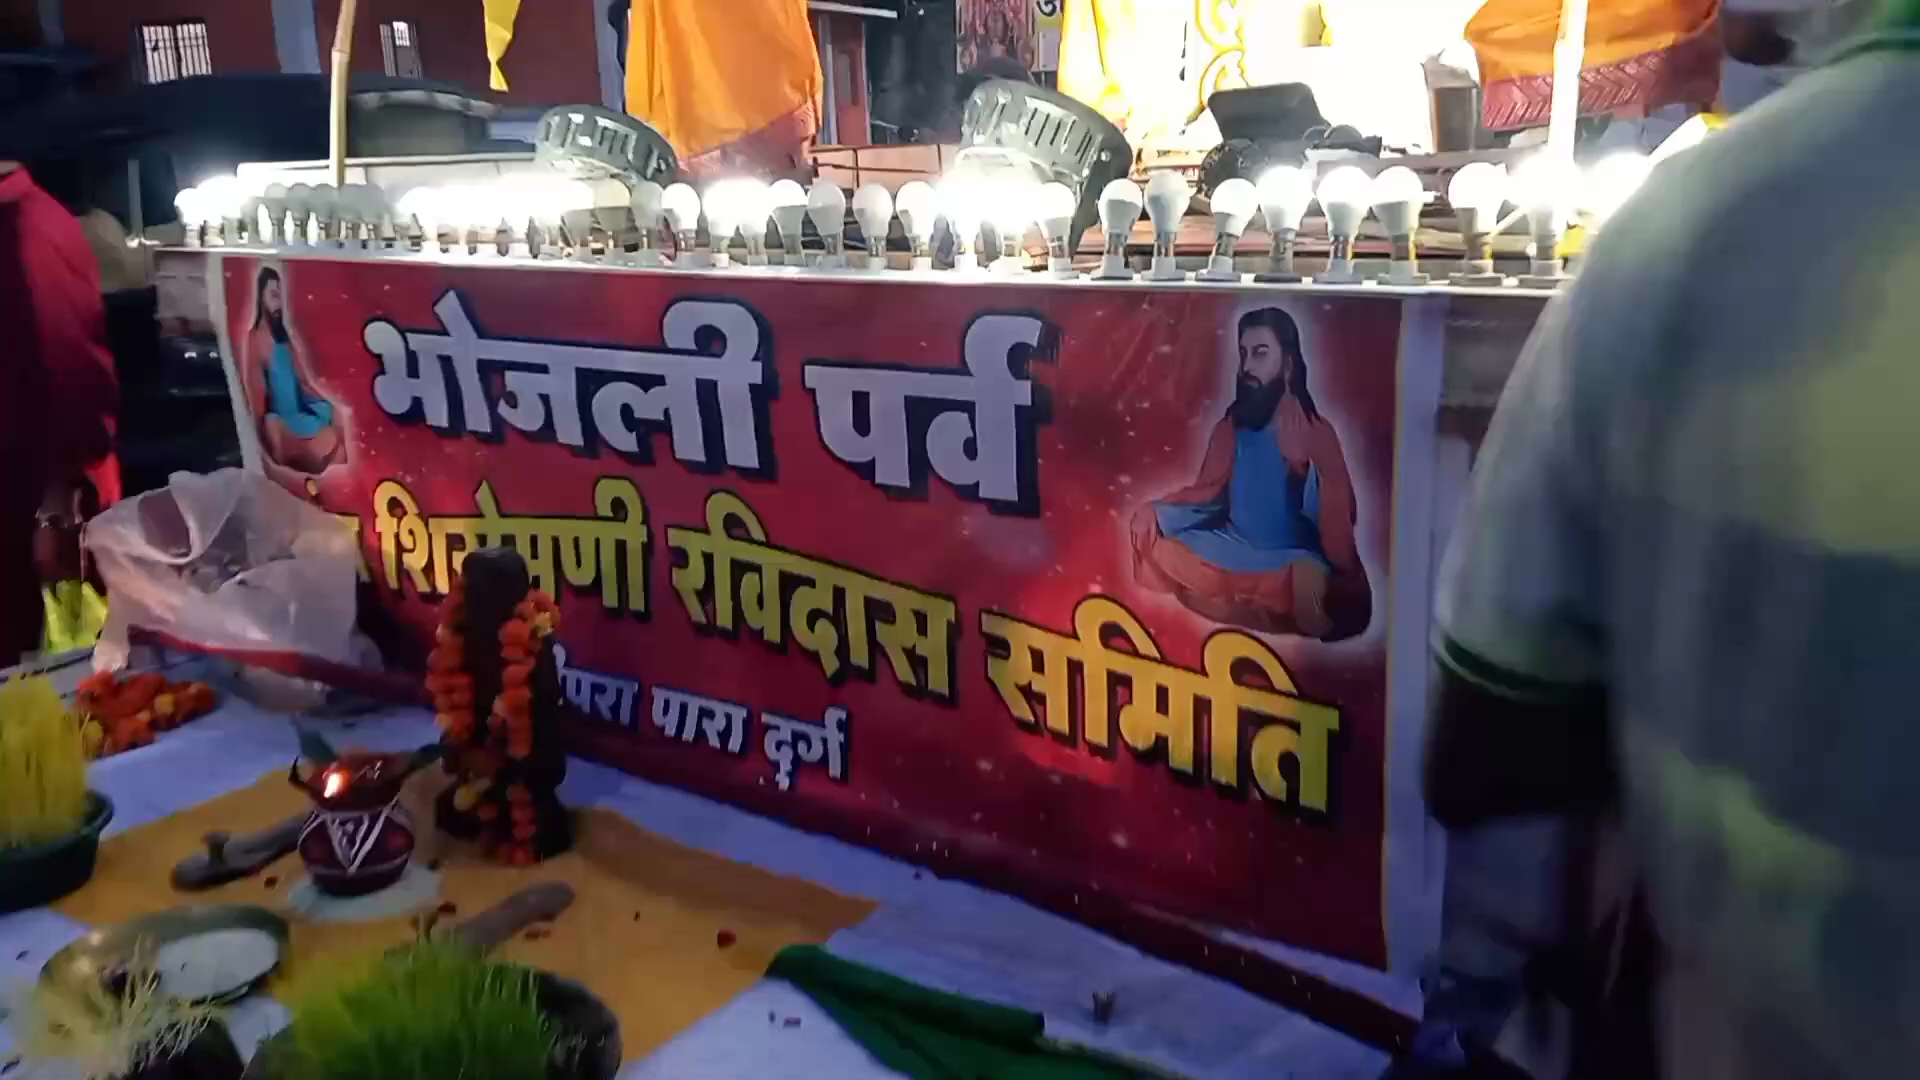 भोजली पर्व
शिरोमणी रविदास समिति
पारा दुर्ग